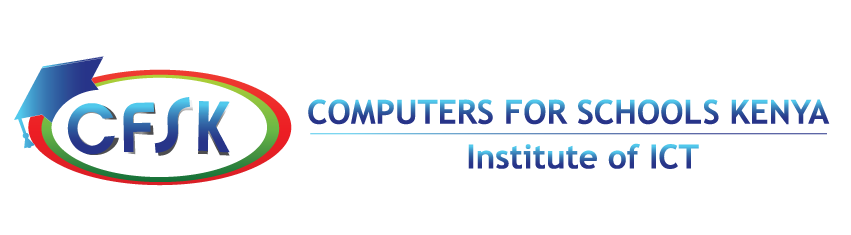 CFSK
COMPUTERS FOR SCHOOLS KENYA
Institute of ICT